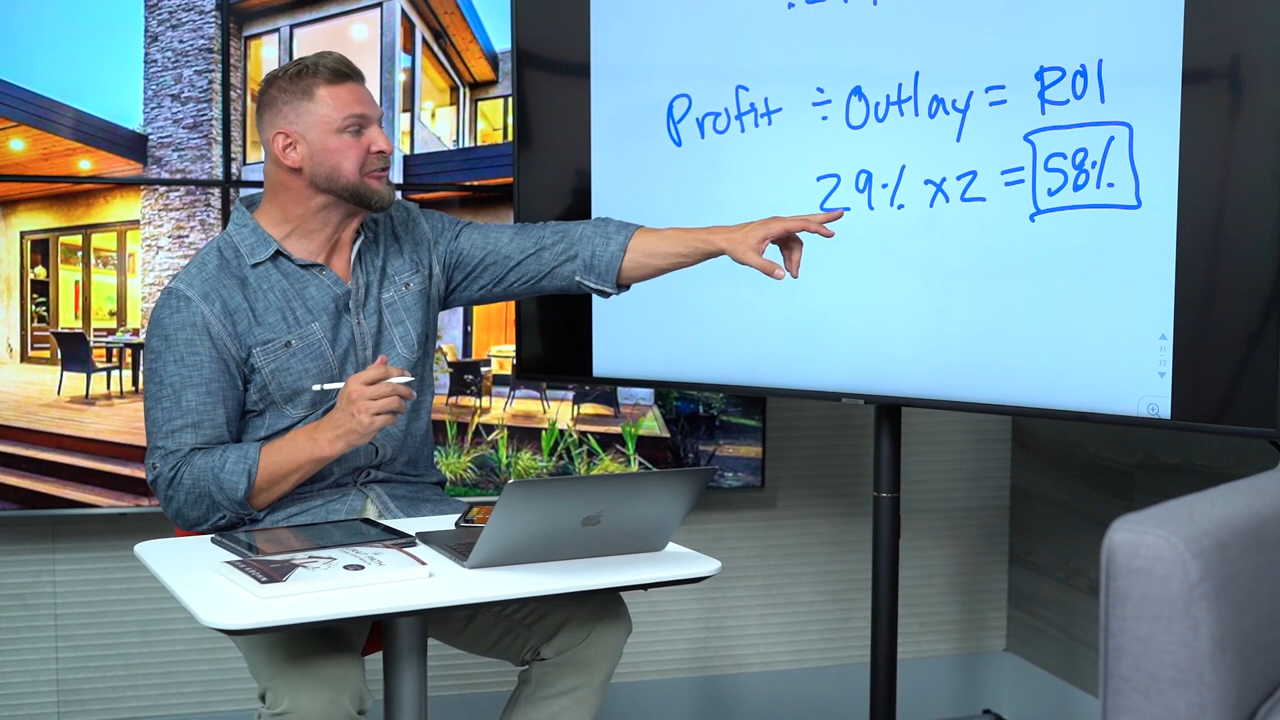 Profit ÷ Outlay = ROI
29% x2 = 58%